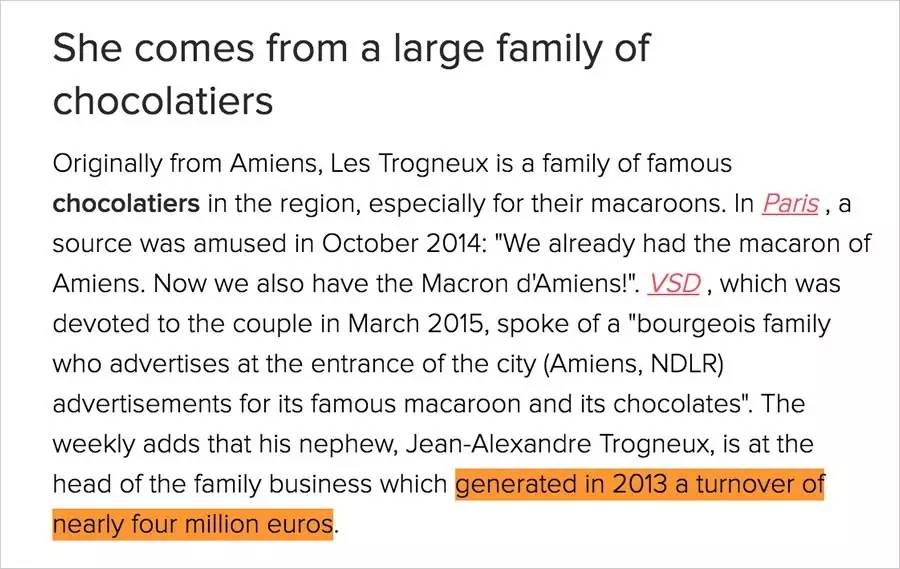 She comes from a large family of
chocolatiers
Originally from Amiens, Les Trogneux is a family of famous
chocolatiers in the region, especially for their macaroons. In Paris , a
source was amused in October 2014: "We already had the macaron of
Amiens. Now we also have the Macron d'Amiens!". VSD , which was
devoted to the couple in March 2015, spoke of a "bourgeois family
who advertises at the entrance of the city (Amiens, NDLR)
advertisements for its famous macaroon and its chocolates". The
weekly adds that his nephew, Jean-Alexandre Trogneux, is at the
head of the family business which generated in 2013 a turnover of
nearly four million euros.